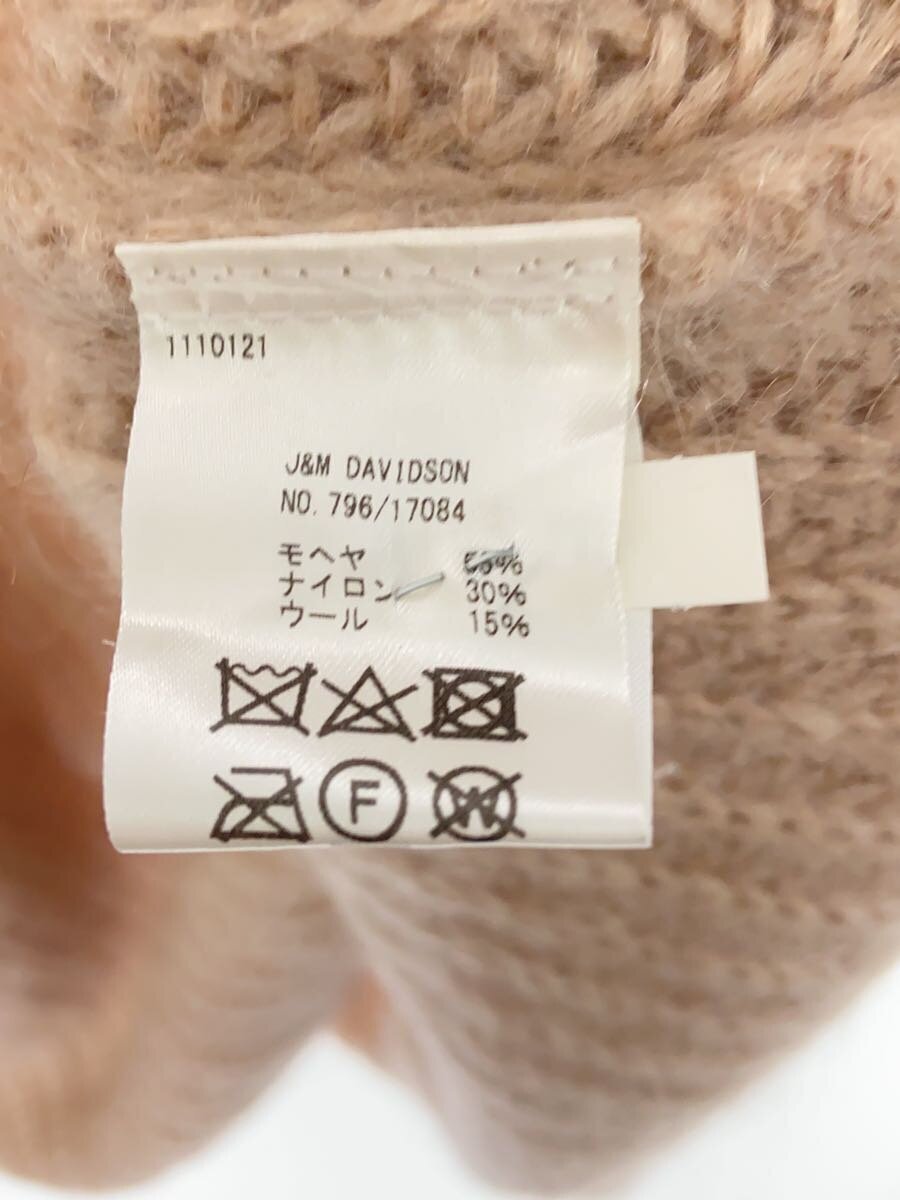 1110121
J&M DAVIDSON
NO. 796/17084
モヘヤ
ナイロン 30%
ウール 15%
F
W